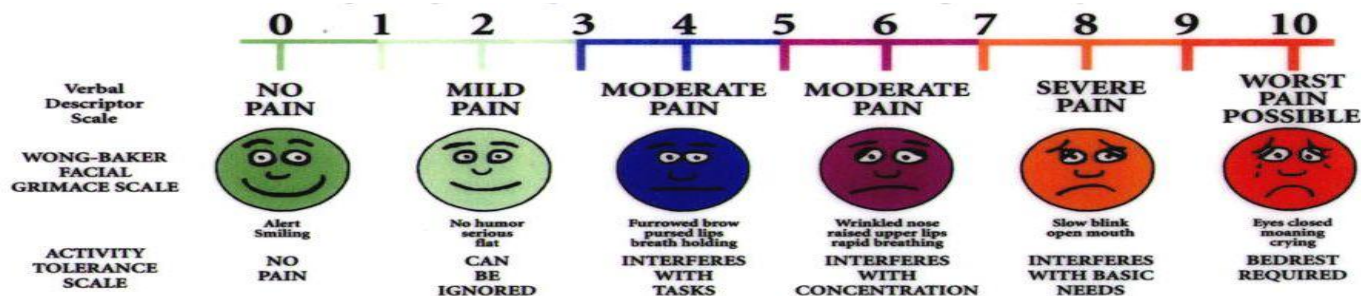 0 1 2 3 4 5 6 7 8 9 10
Verbal
Descriptor
Scale
NO
PAIN
MILD
PAIN
MODERATE
PAIN
MODERATE
PAIN
SEVERE
PAIN
WORST
PAIN
POSSIBLE
WONG-BAKER
FACIAL
GRIMACE SCALE
Alert
Smiling
No humor
serious
flat
Furrowed brow
pursed lips
breath holding
Wrinkled nose
raised upper lips
rapid breathing
Slow blink
open mouth
Eyes closed
moaning
crying
ACTIVITY
TOLERANCE
SCALE
NO
PAIN
CAN
BE
IGNORED
INTERFERES
WITH
TASKS
INTERFERES
WITH
CONCENTRATION
INTERFERES
WITH BASIC
NEEDS
BEDREST
REQUIRED